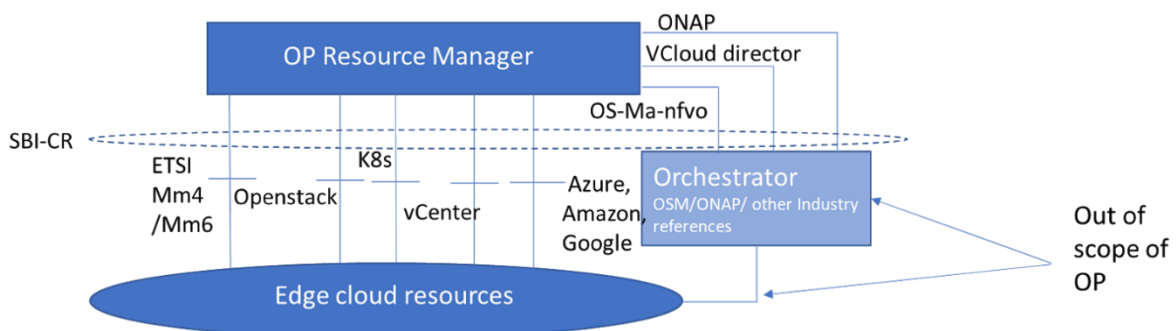 ONAP
OP Resource Manager
VCloud director
OS-Ma-nfvo
SBI-CR
ETSI
Mm4
/Mm6
Openstack
K8s
vCenter
Azure,
Amazon,
Google
Orchestrator
OSM/ONAP/ other Industry
references
Out of
scope of
OP
Edge cloud resources